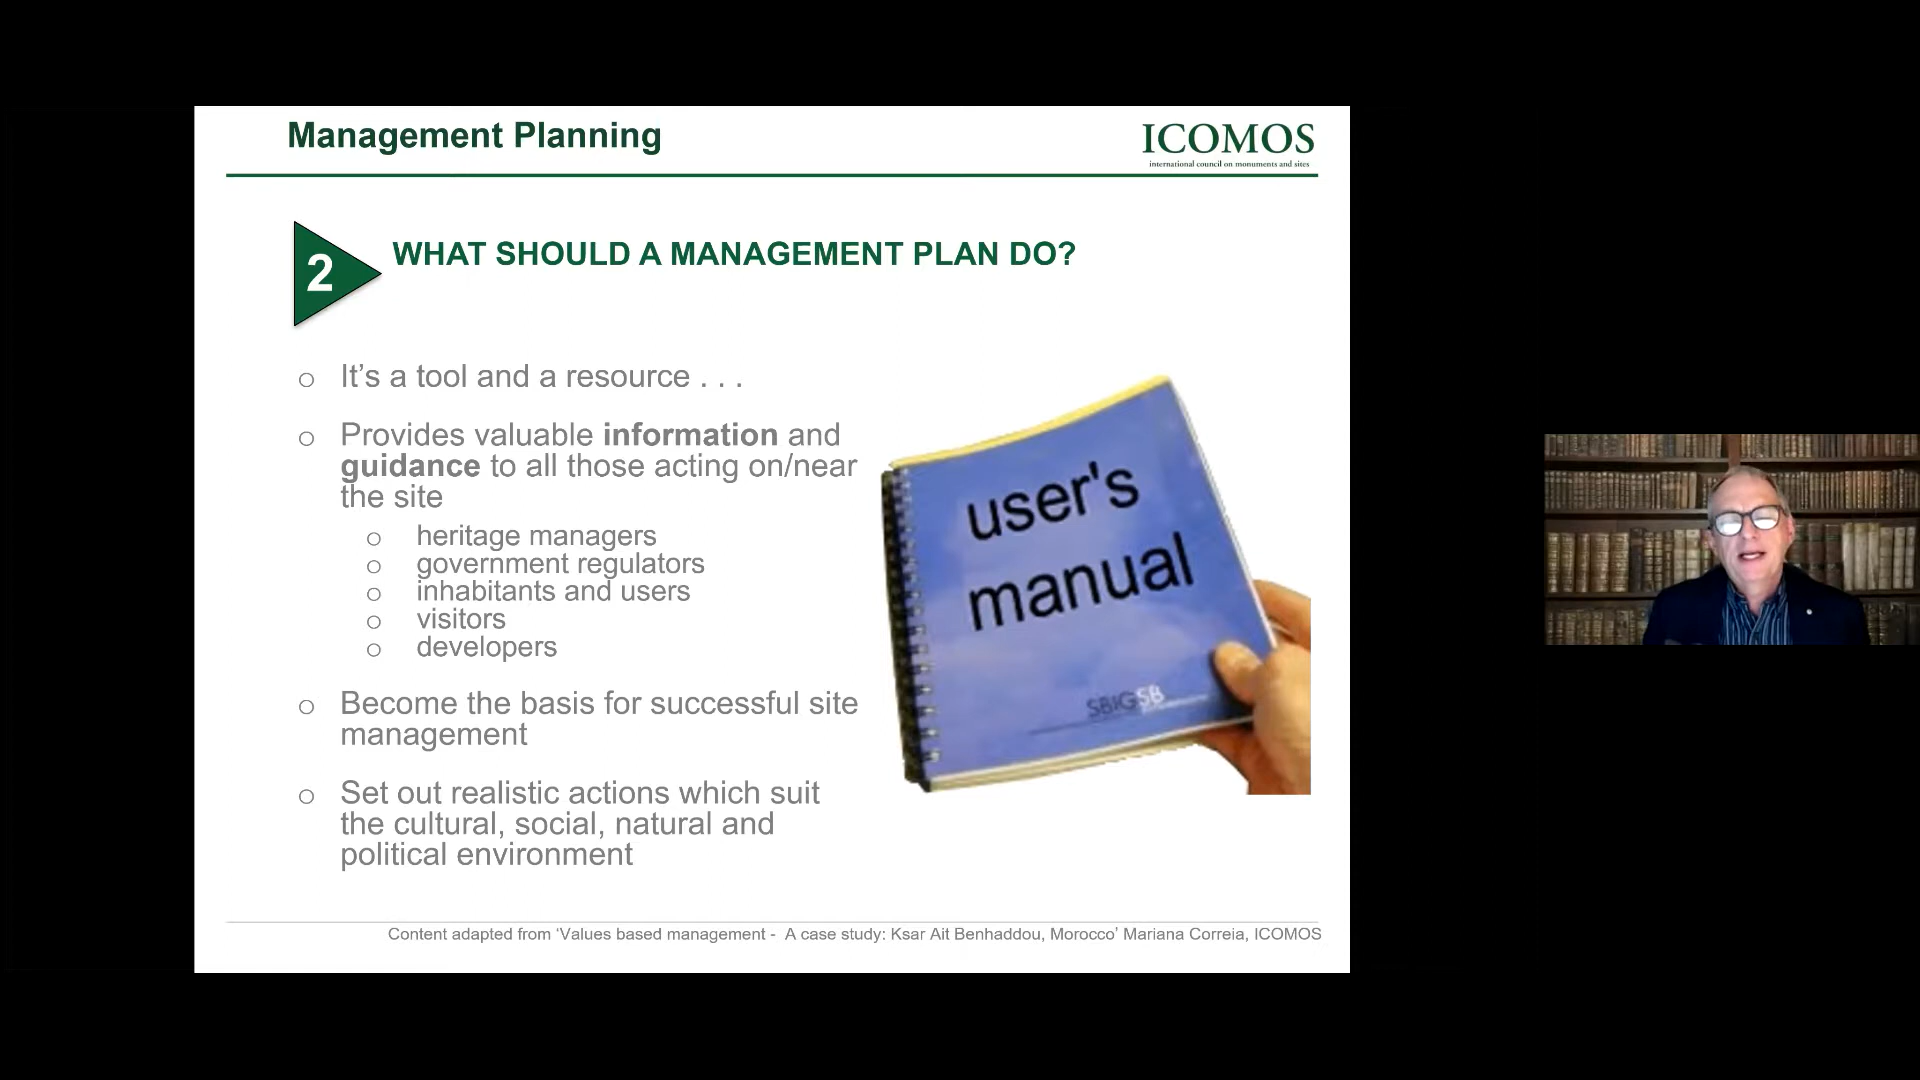 Management Planning
ICOMOS
international council on monuments and sites
2
WHAT SHOULD A MANAGEMENT PLAN DO?
o It’s a tool and a resource . . .
o Provides valuable information and
guidance to all those acting on/near
the site
o heritage managers
o government regulators
o inhabitants and users
o visitors
o developers
o Become the basis for successful site
management
o Set out realistic actions which suit
the cultural, social, natural and
political environment
user's
manual
SBIGSB
Content adapted from ‘Values based management - A case study: Ksar Ait Benhaddou, Morocco’ Mariana Correia, ICOMOS